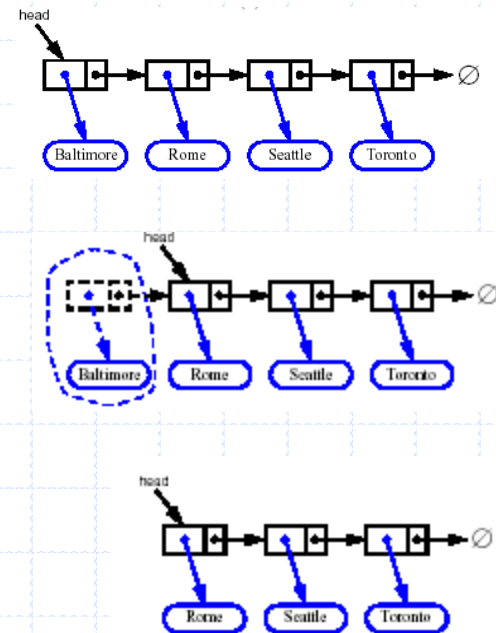 head
∅
Baltimore Rome Seattle Toronto
head
∅
Baltimore Rome Seattle Toronto
head
∅
Rome Seattle Toronto